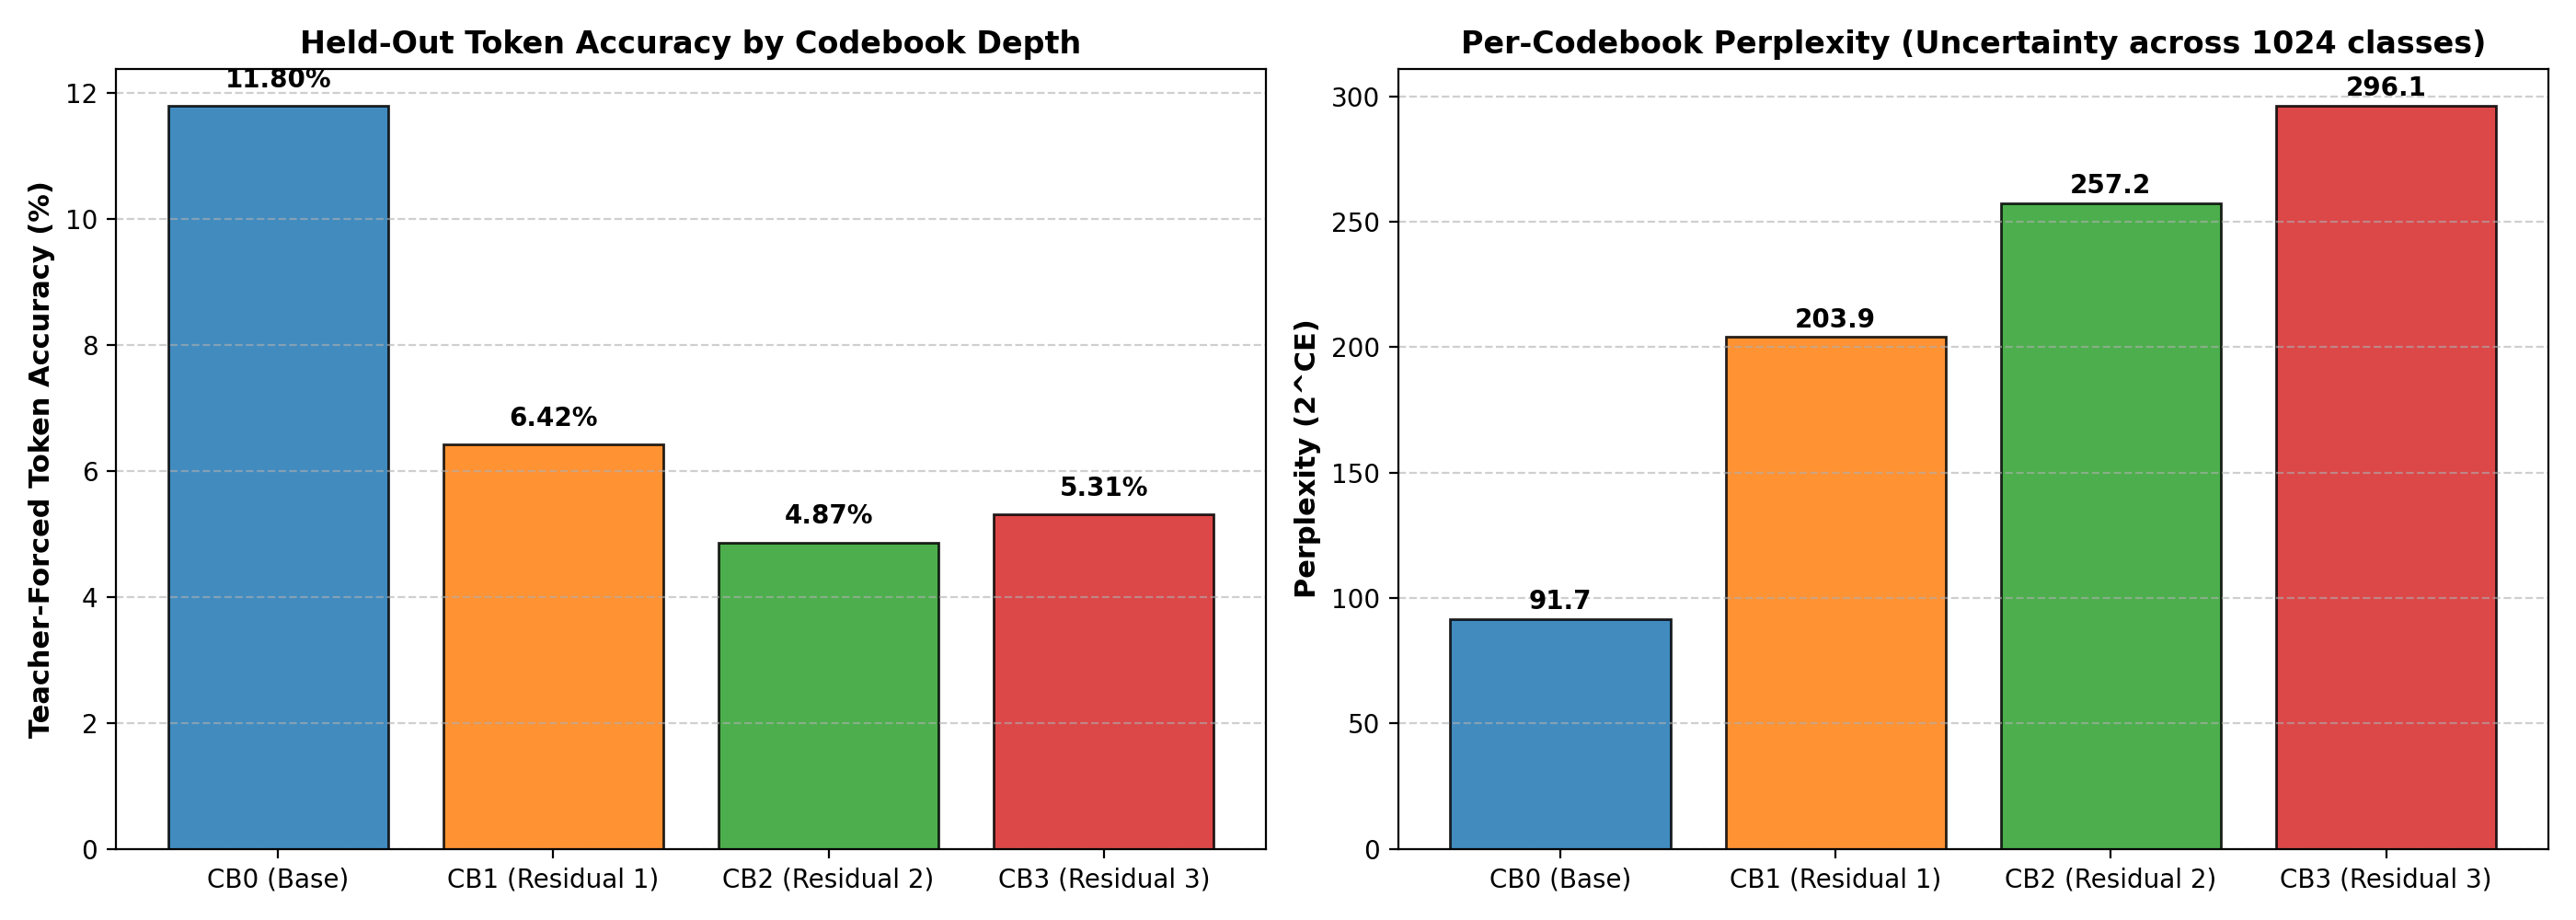 Held-Out Token Accuracy by Codebook Depth
Teacher-Forced Token Accuracy (%)
12
10
8
6
4
2
0
11.80%
6.42%
4.87%
5.31%
CB0 (Base)
CB1 (Residual 1)
CB2 (Residual 2)
CB3 (Residual 3)
Per-Codebook Perplexity (Uncertainty across 1024 classes)
Perplexity (2^CE)
300
250
200
150
100
50
0
91.7
203.9
257.2
296.1
CB0 (Base)
CB1 (Residual 1)
CB2 (Residual 2)
CB3 (Residual 3)